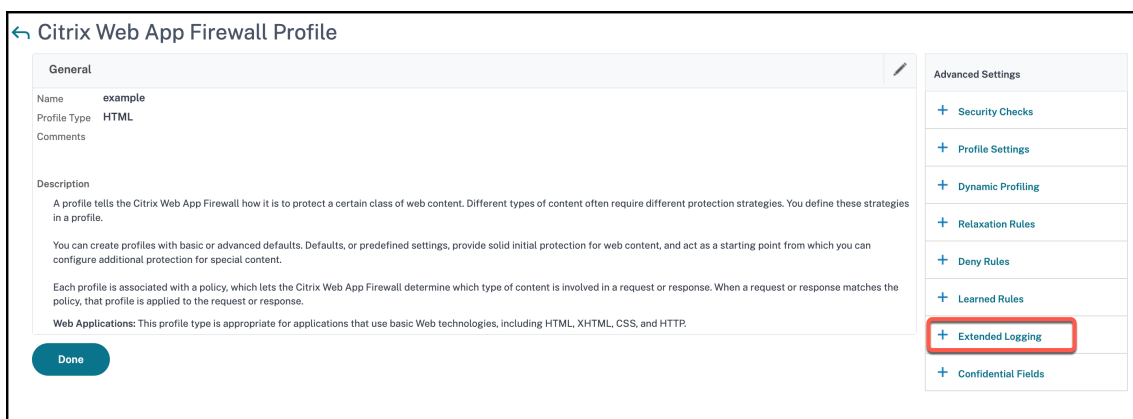 Citrix Web App Firewall Profile
General
Name example
Profile Type HTML
Comments
Description
A profile tells the Citrix Web App Firewall how it is to protect a certain class of web content. Different types of content often require different protection strategies. You define these strategies
in a profile.
You can create profiles with basic or advanced defaults. Defaults, or predefined settings, provide solid initial protection for web content, and act as a starting point from which you can
configure additional protection for special content.
Each profile is associated with a policy, which lets the Citrix Web App Firewall determine which type of content is involved in a request or response. When a request or response matches the
policy, that profile is applied to the request or response.
Web Applications: This profile type is appropriate for applications that use basic Web technologies, including HTML, XHTML, CSS, and HTTP.
Done
Advanced Settings
+ Security Checks
+ Profile Settings
+ Dynamic Profiling
+ Relaxation Rules
+ Deny Rules
+ Learned Rules
+ Extended Logging
+ Confidential Fields